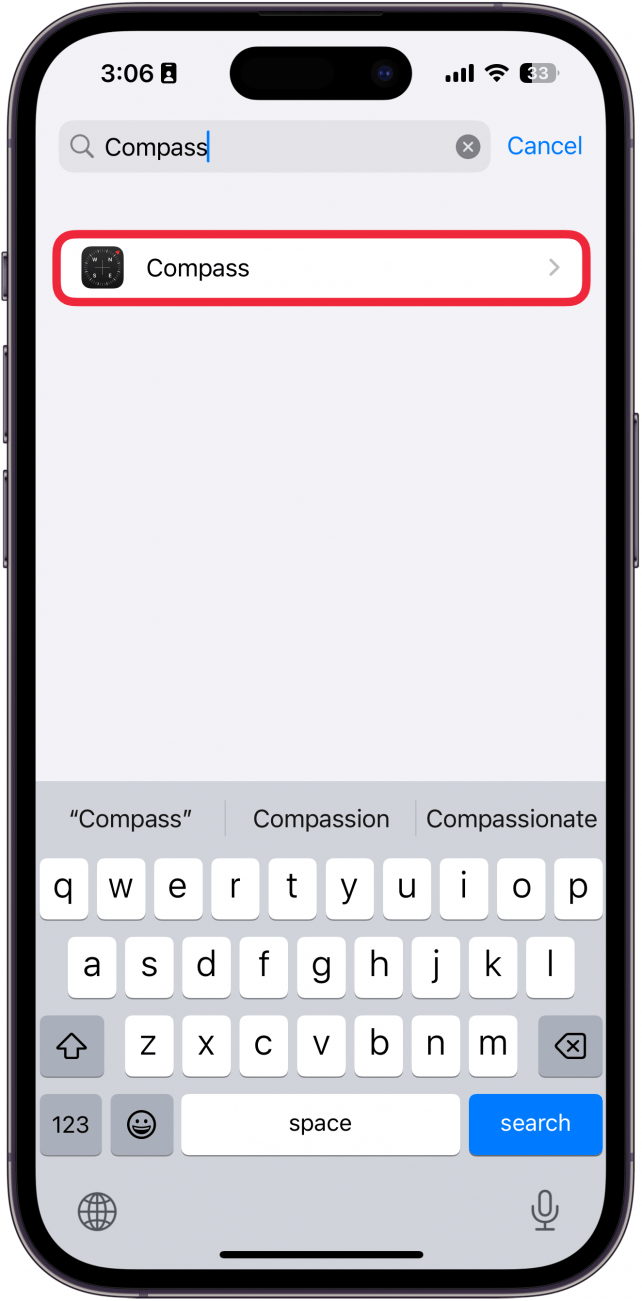 3:06 33
Compass Cancel
W N
S E
Compass
“Compass” Compassion Compassionate
q w e r t y u i o p
a s d f g h j k l
z x c v b n m
123 space search